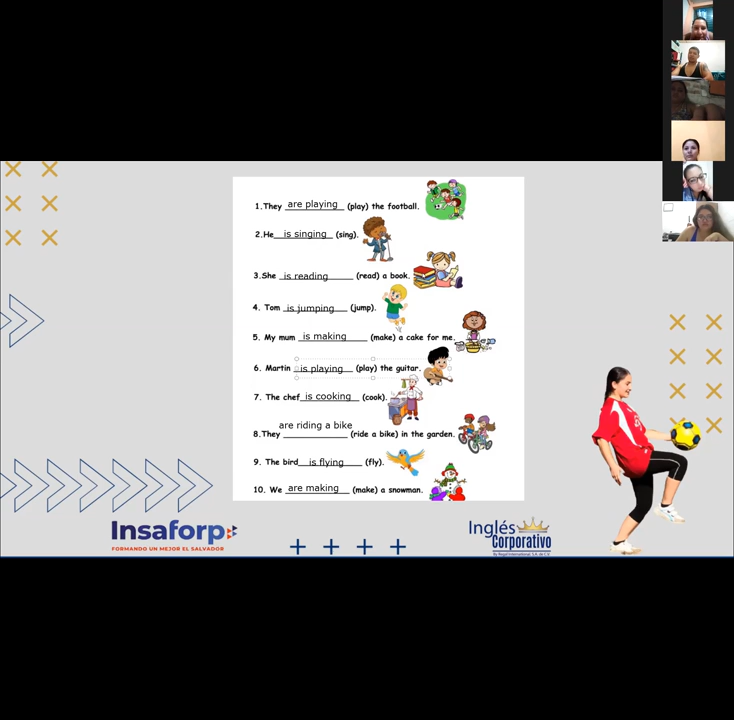 1.They are playing (play) the football.
2.He is singing (sing).
3.She is reading (read) a book.
4. Tom is jumping (jump).
5. My mum is making (make) a cake for me.
6. Martin is playing (play) the guitar.
7. The chef is cooking (cook).
are riding a bike
8.They ____________ (ride a bike) in the garden.
9. The bird is flying (fly).
10. We are making (make) a snowman.
Insaforp
FORMANDO UN MEJOR EL SALVADOR
Inglés
Corporativo